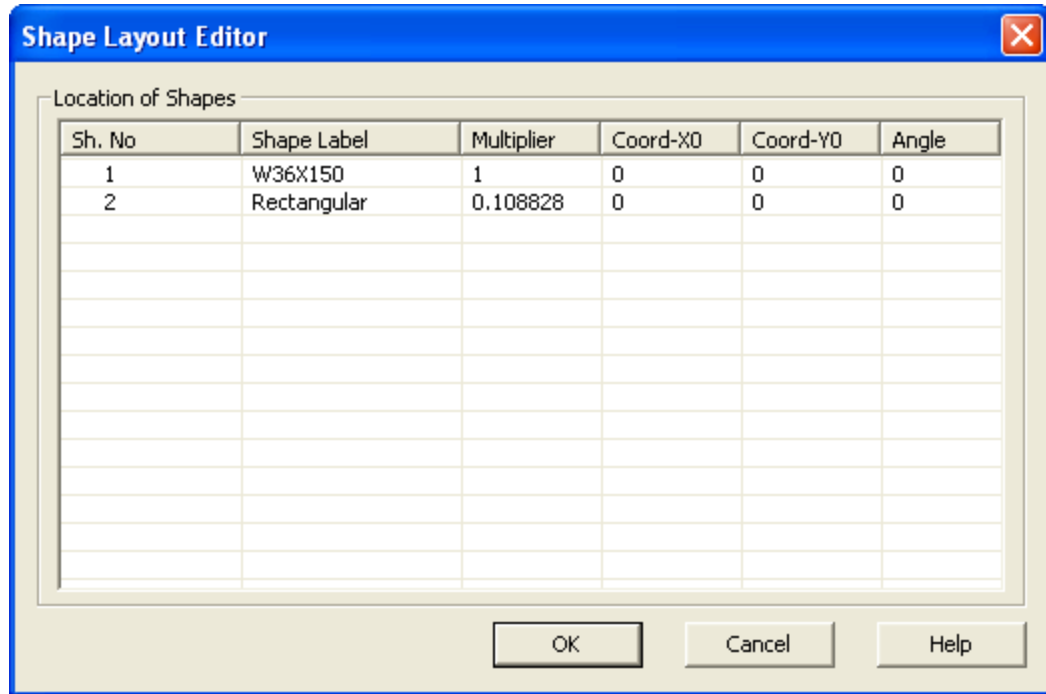 Shape Layout Editor
Location of Shapes
Sh. No Shape Label Multiplier Coord-X0 Coord-Y0 Angle
1 W36X150 1 0 0 0
2 Rectangular 0.108828 0 0 0
OK Cancel Help